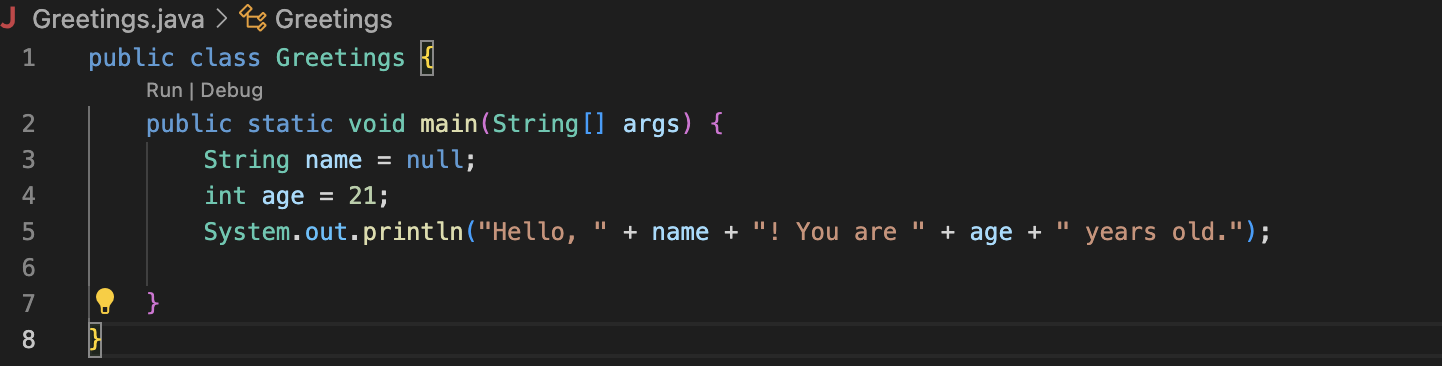 Greetings.java > Greetings
1 public class Greetings {
Run | Debug
2 public static void main(String[] args) {
3 String name = null;
4 int age = 21;
5 System.out.println("Hello, " + name + "! You are " + age + " years old.");
6
7 }
8 }